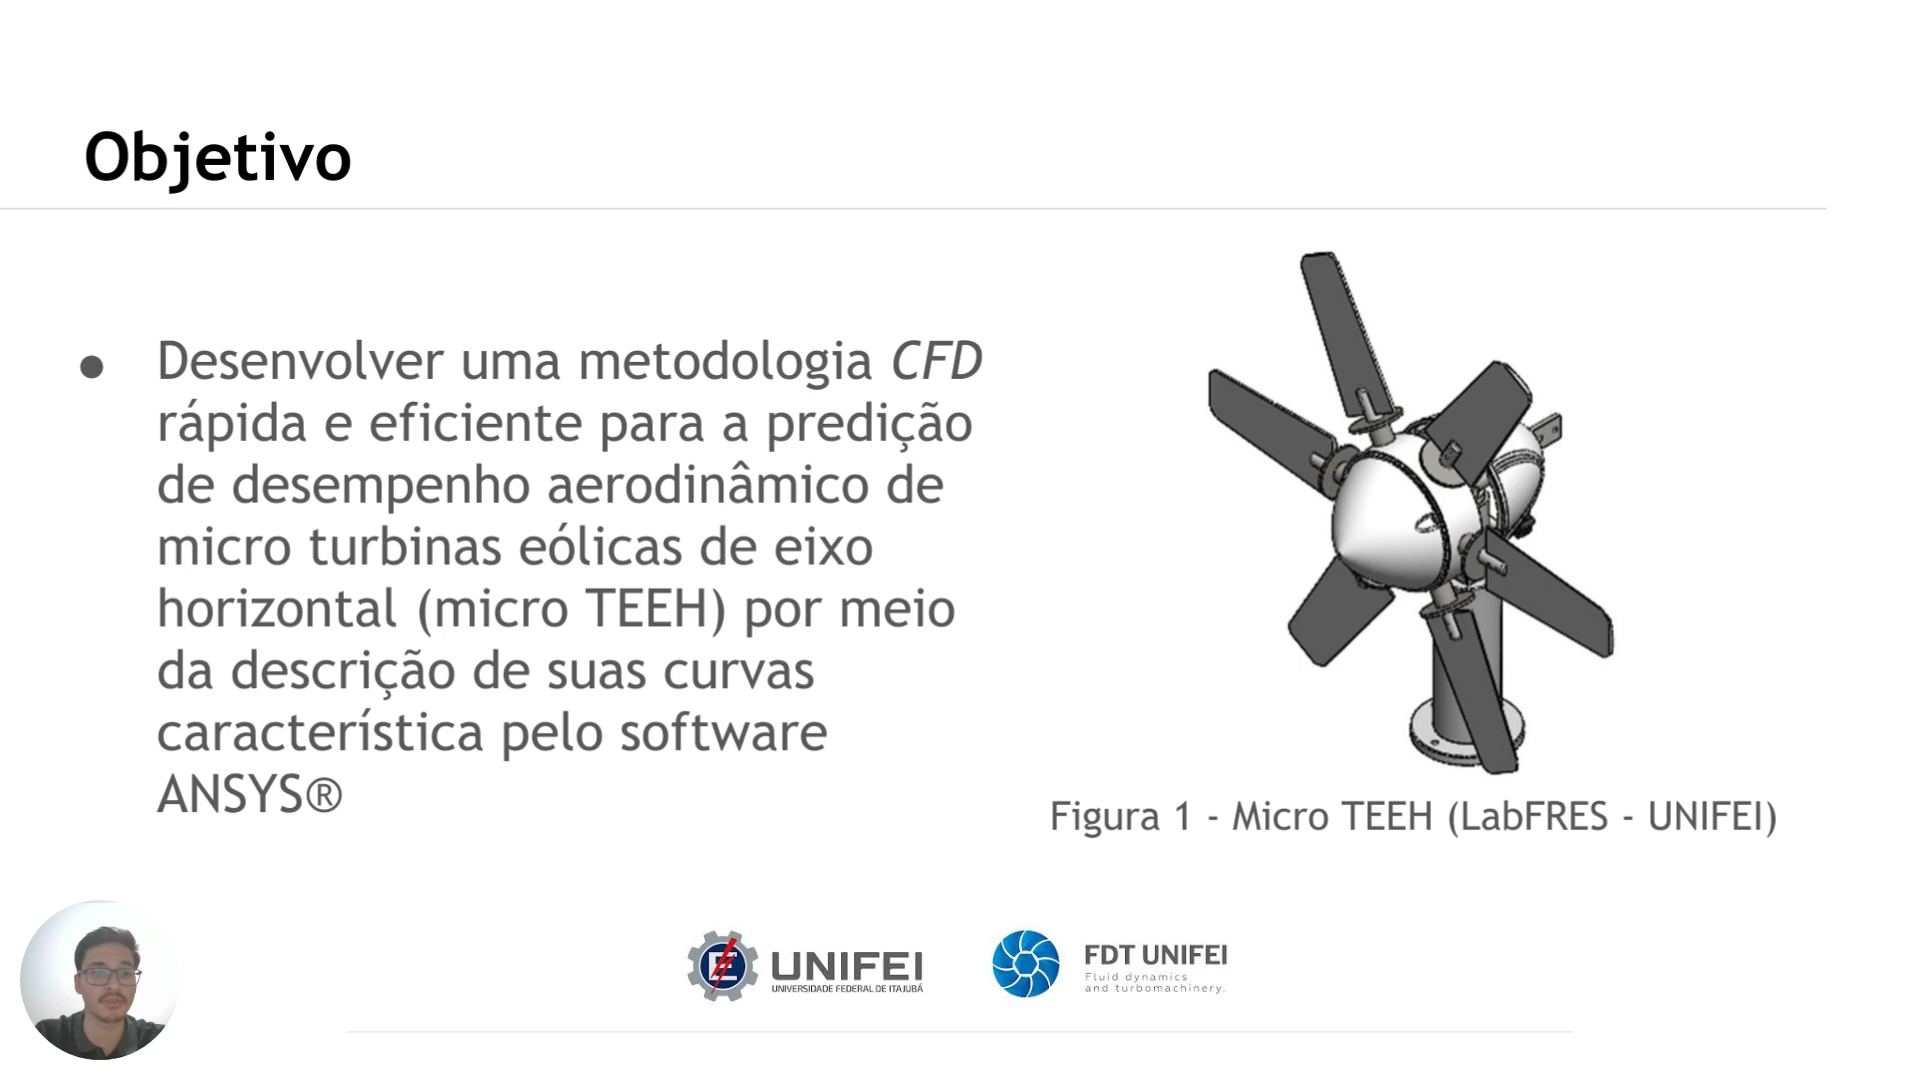 Objetivo
● Desenvolver uma metodologia CFD
rápida e eficiente para a predição
de desempenho aerodinâmico de
micro turbinas eólicas de eixo
horizontal (micro TEEH) por meio
da descrição de suas curvas
característica pelo software
ANSYS®
Figura 1 - Micro TEEH (LabFRES - UNIFEI)
UNIFEI
UNIVERSIDADE FEDERAL DE ITAJUBÁ
FDT UNIFEI
Fluid dynamics
and turbomachinery.